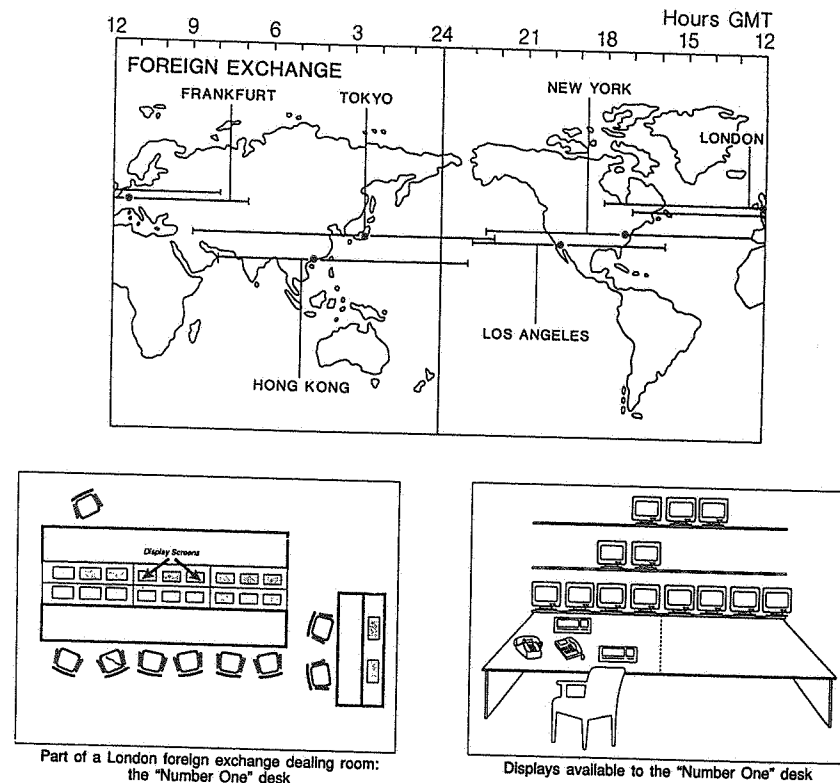 Hours GMT
12 9 6 3 24 21 18 15 12
FOREIGN EXCHANGE
FRANKFURT
TOKYO
NEW YORK
LONDON
LOS ANGELES
HONG KONG
Display Screens
Part of a London foreign exchange dealing room:
the "Number One" desk
Displays available to the "Number One" desk